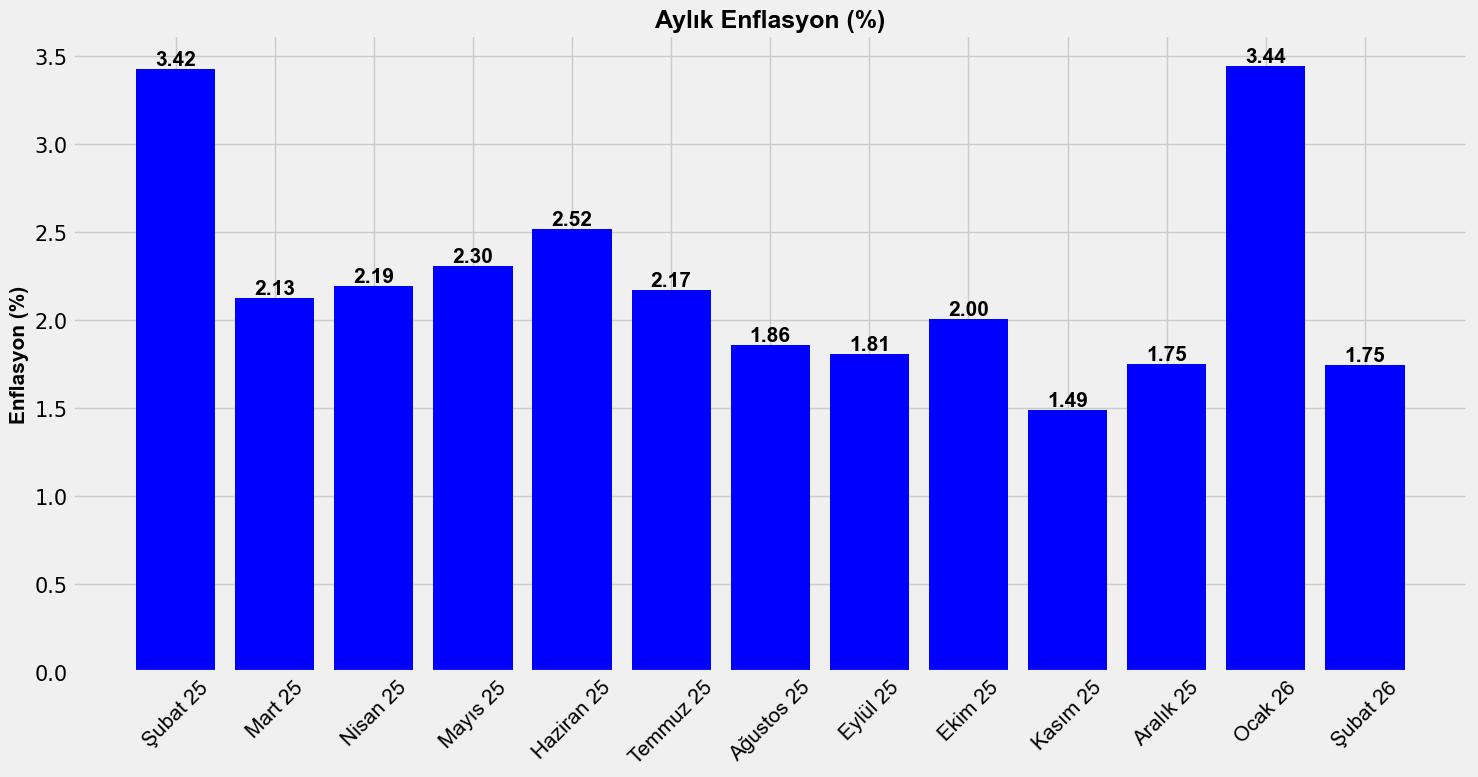 Aylık Enflasyon (%)
Enflasyon (%)
3.5
3.0
2.5
2.0
1.5
1.0
0.5
0.0
3.42
2.13
2.19
2.30
2.52
2.17
1.86
1.81
2.00
1.49
1.75
3.44
1.75
Şubat 25
Mart 25
Nisan 25
Mayıs 25
Haziran 25
Temmuz 25
Ağustos 25
Eylül 25
Ekim 25
Kasım 25
Aralık 25
Ocak 26
Şubat 26